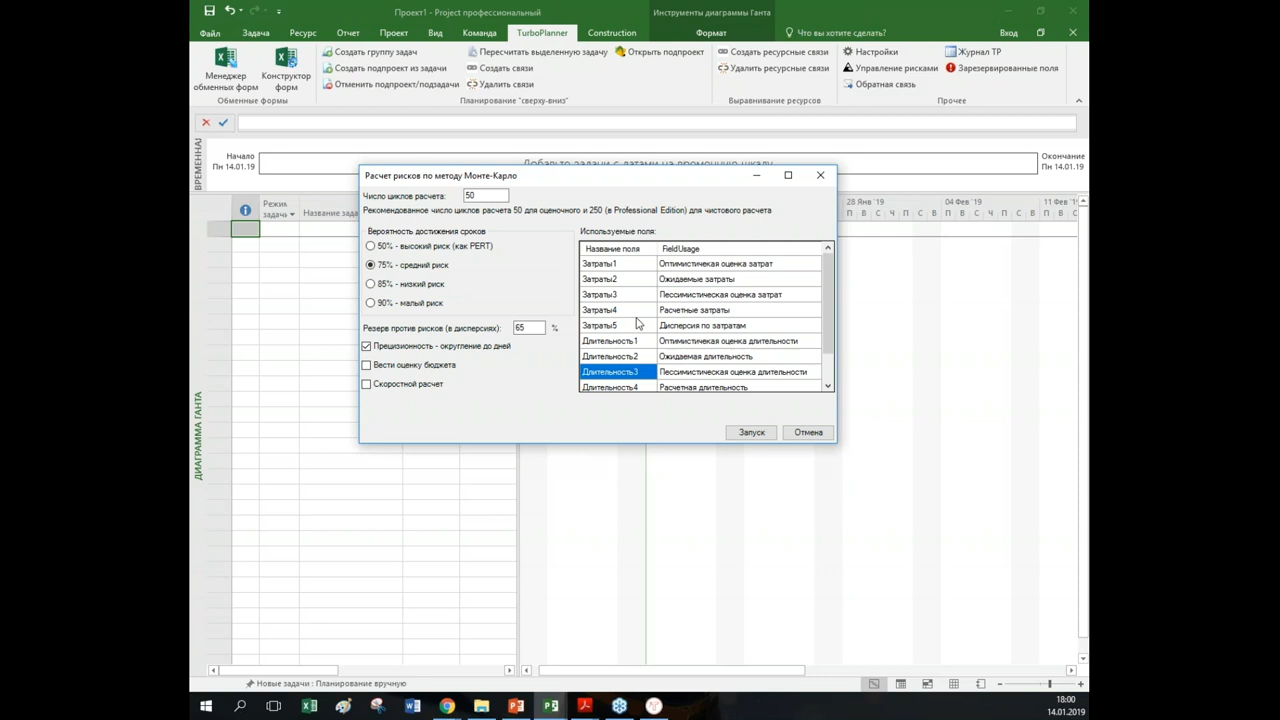 Проект1 - Project профессиональный
Инструменты диаграммы Ганта
Файл Задача Ресурс Отчет Проект Вид Команда TurboPlanner Construction Формат Что вы хотите сделать? Вход
Менеджер обменных форм
Конструктор форм
Обменные формы
Создать группу задач
Создать подпроект из задачи
Отменить подпроект/подзадачи
Пересчитать выделенную задачу
Создать связи
Удалить связи
Открыть подпроект
Планирование "сверху-вниз"
Создать ресурсные связи
Удалить ресурсные связи
Выравнивание ресурсов
Настройки
Управление рисками
Обратная связь
Журнал ТР
Зарезервированные поля
Прочее
ВРЕМЕННАЯ
Начало
Пн 14.01.19
Добавьте задачи с датами на временную шкалу
Окончание
Пн 14.01.19
Режим задачи
Название зада
28 Янв '19 04 Фев '19 11 Фев '19
П В С Ч П С В П В С Ч П С В П В С
ДИАГРАММА ГАНТА
Расчет рисков по методу Монте-Карло
Число циклов расчета: 50
Рекомендованное число циклов расчета 50 для оценочного и 250 (в Professional Edition) для чистового расчета
Вероятность достижения сроков
50% - высокий риск (как PERT)
75% - средний риск
85% - низкий риск
90% - малый риск
Резерв против рисков (в дисперсиях): 65 %
Прецизионность - округление до дней
Вести оценку бюджета
Скоростной расчет
Используемые поля:
Название поля FieldUsage
Затраты1 Оптимистическая оценка затрат
Затраты2 Ожидаемые затраты
Затраты3 Пессимистическая оценка затрат
Затраты4 Расчетные затраты
Затраты5 Дисперсия по затратам
Длительность1 Оптимистическая оценка длительности
Длительность2 Ожидаемая длительность
Длительность3 Пессимистическая оценка длительности
Длительность4 Расчетная длительность
Запуск Отмена
Новые задачи : Планирование вручную
18:00
14.01.2019